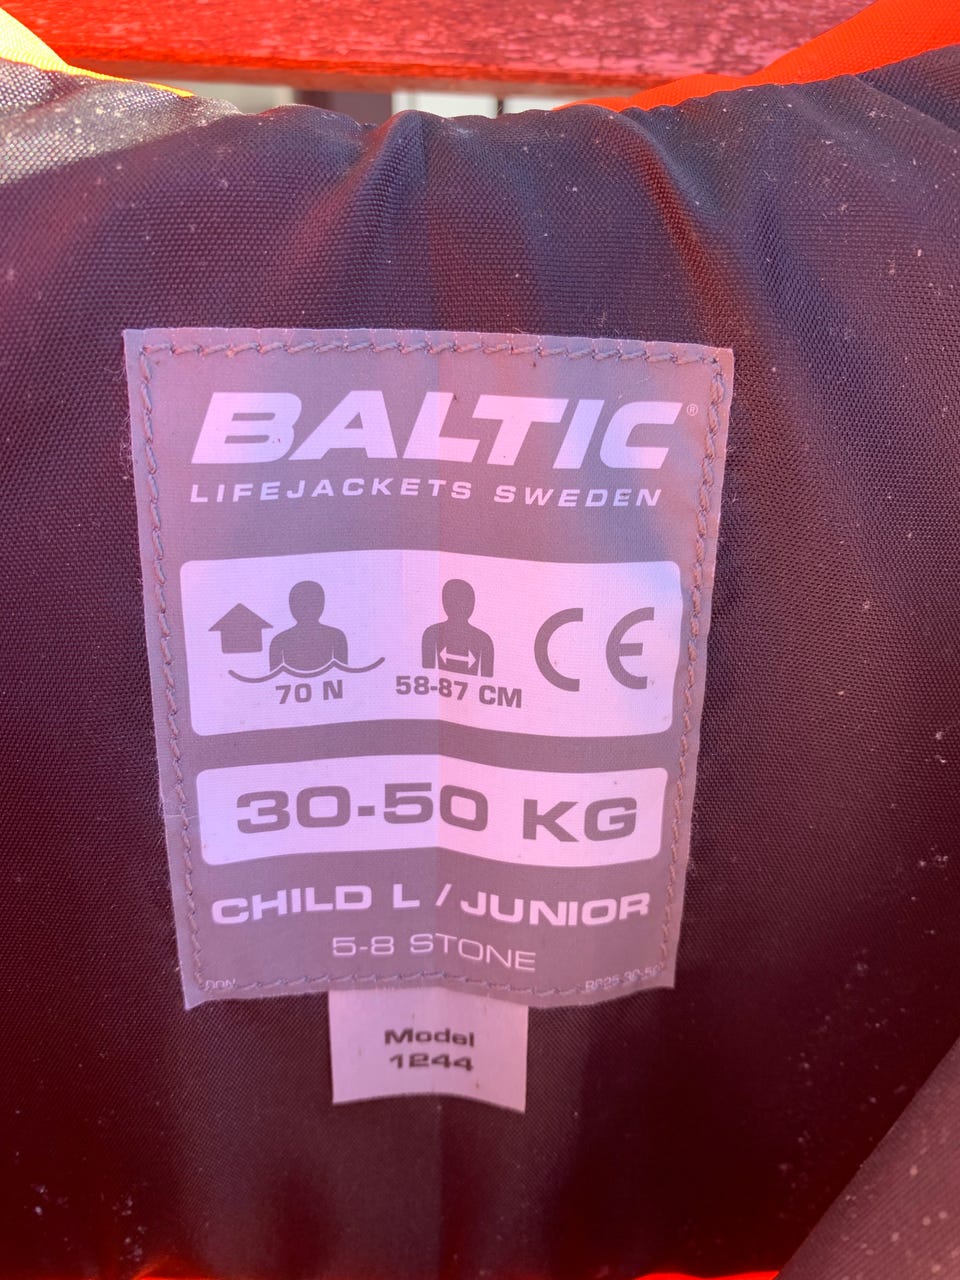 BALTIC®
LIFEJACKETS SWEDEN
70 N
58-87 CM
CE
30-50 KG
CHILD L / JUNIOR
5-8 STONE
Model
1244